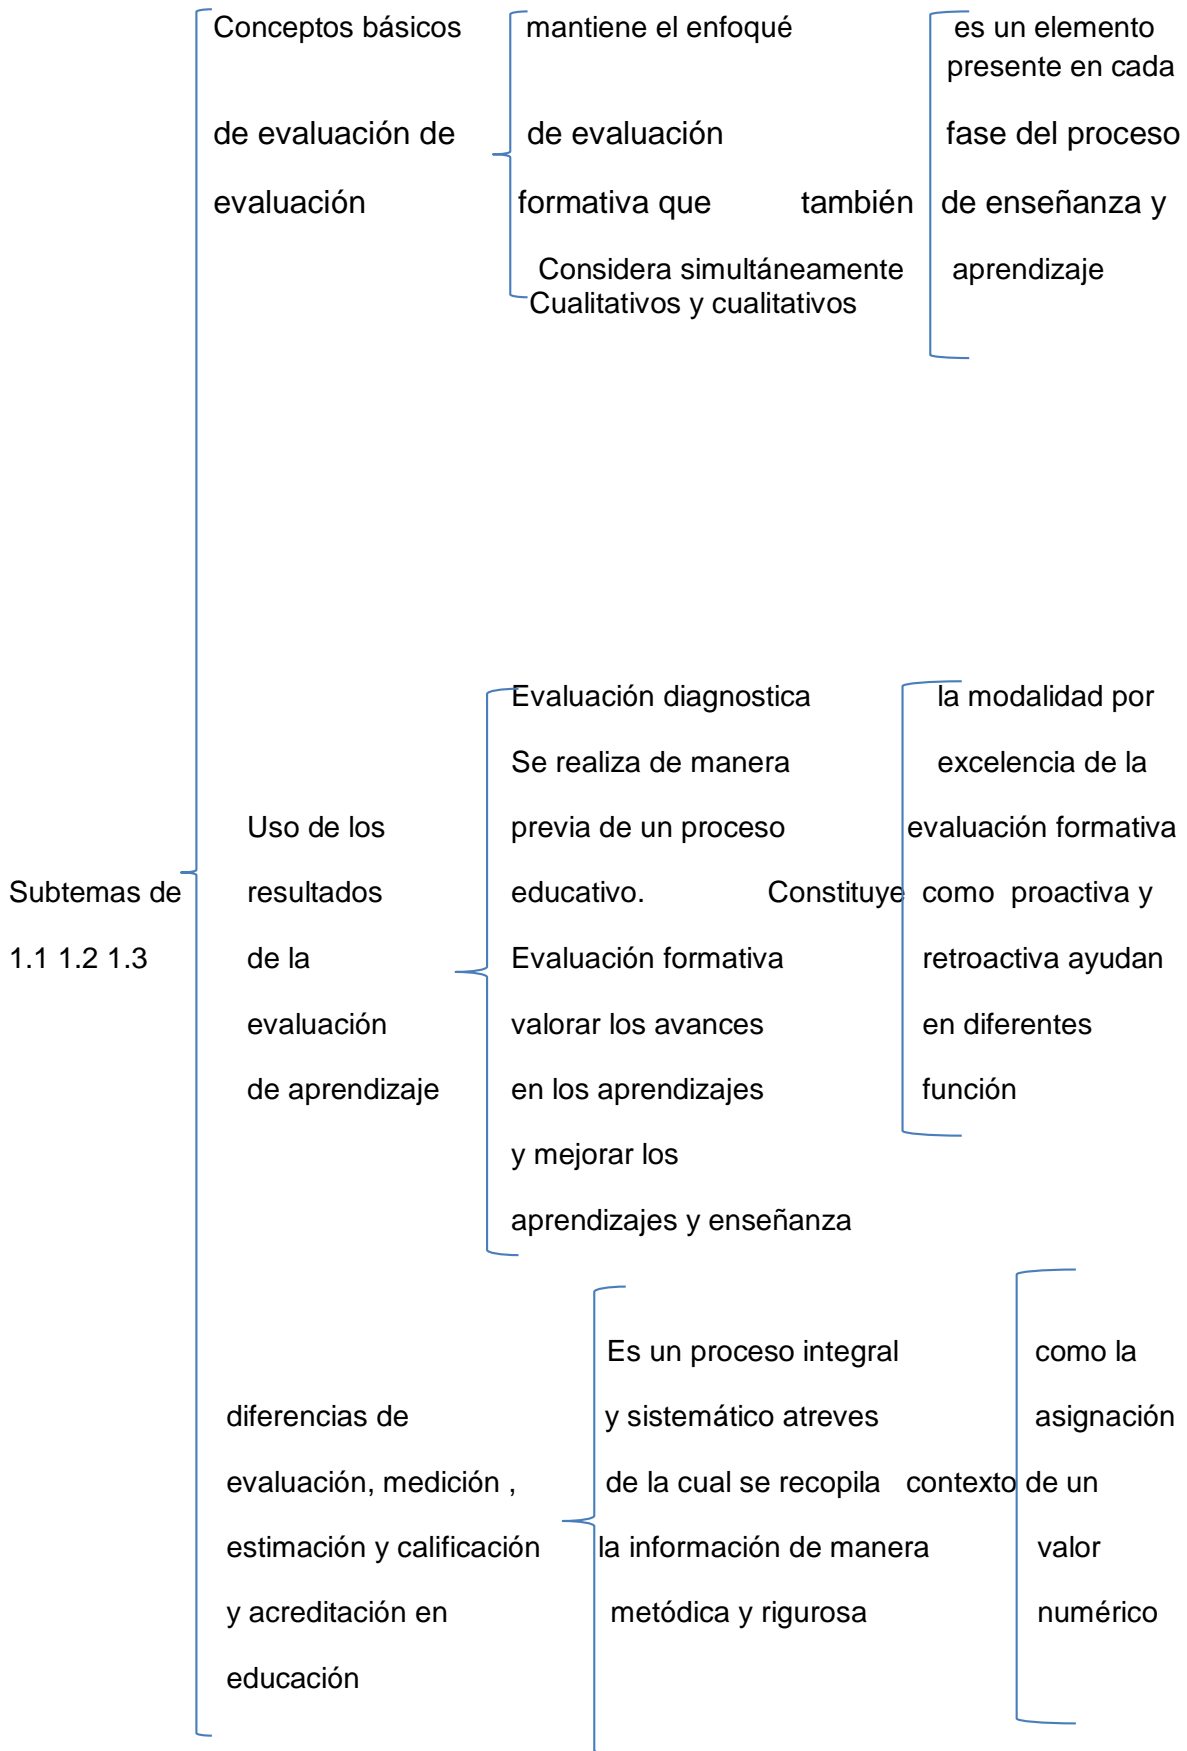 Conceptos básicos
de evaluación de
evaluación
mantiene el enfoqué
de evaluación
formativa que también
Considera simultáneamente
Cualitativos y cualitativos
es un elemento
presente en cada
fase del proceso
de enseñanza y
aprendizaje
Subtemas de
1.1 1.2 1.3
Uso de los
resultados
de la
evaluación
de aprendizaje
Evaluación diagnostica
Se realiza de manera
previa de un proceso
educativo. Constituye
Evaluación formativa
valorar los avances
en los aprendizajes
y mejorar los
aprendizajes y enseñanza
la modalidad por
excelencia de la
evaluación formativa
como proactiva y
retroactiva ayudan
en diferentes
función
diferencias de
evaluación, medición ,
estimación y calificación
y acreditación en
educación
Es un proceso integral
y sistemático atreves
de la cual se recopila contexto
la información de manera
metódica y rigurosa
como la
asignación
de un
valor
numérico